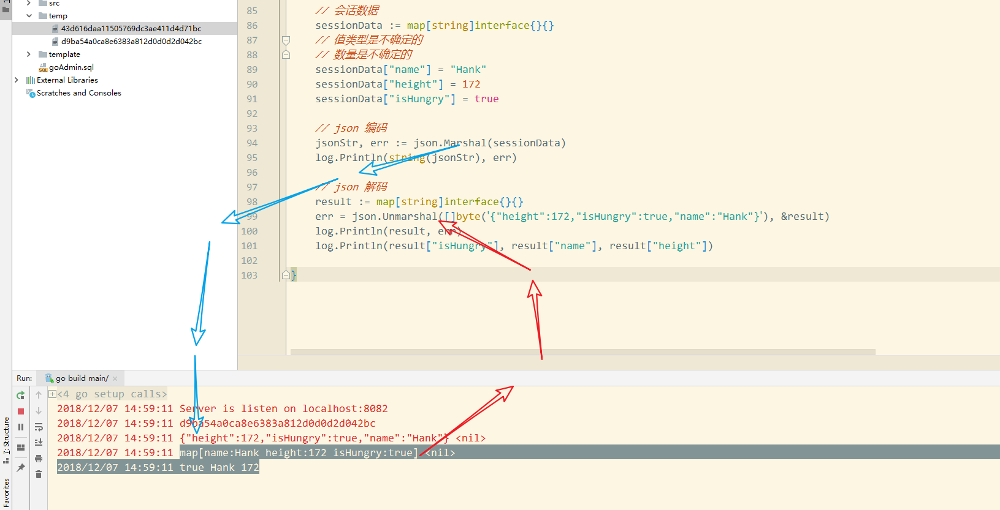 src
temp
43d616daa11505769dc3ae411d4d71bc
d9ba54a0ca8e6383a812d0d0d2d042bc
template
goAdmin.sql
External Libraries
Scratches and Consoles
85 // 会话数据
86 sessionData := map[string]interface{}{}
87 // 值类型是不确定的
88 // 数量是不确定的
89 sessionData["name"] = "Hank"
90 sessionData["height"] = 172
91 sessionData["isHungry"] = true
92
93 // json 编码
94 jsonStr, err := json.Marshal(sessionData)
95 log.Println(string(jsonStr), err)
96
97 // json 解码
98 result := map[string]interface{}{}
99 err = json.Unmarshal([]byte(`{"height":172,"isHungry":true,"name":"Hank"}`), &result)
100 log.Println(result, err)
101 log.Println(result["isHungry"], result["name"], result["height"])
102
103 }
Run: go build main/
<4 go setup calls>
2018/12/07 14:59:11 Server is listen on localhost:8082
2018/12/07 14:59:11 d9ba54a0ca8e6383a812d0d0d2d042bc
2018/12/07 14:59:11 {"height":172,"isHungry":true,"name":"Hank"} <nil>
2018/12/07 14:59:11 map[name:Hank height:172 isHungry:true] <nil>
2018/12/07 14:59:11 true Hank 172
7: Structure
Favorites